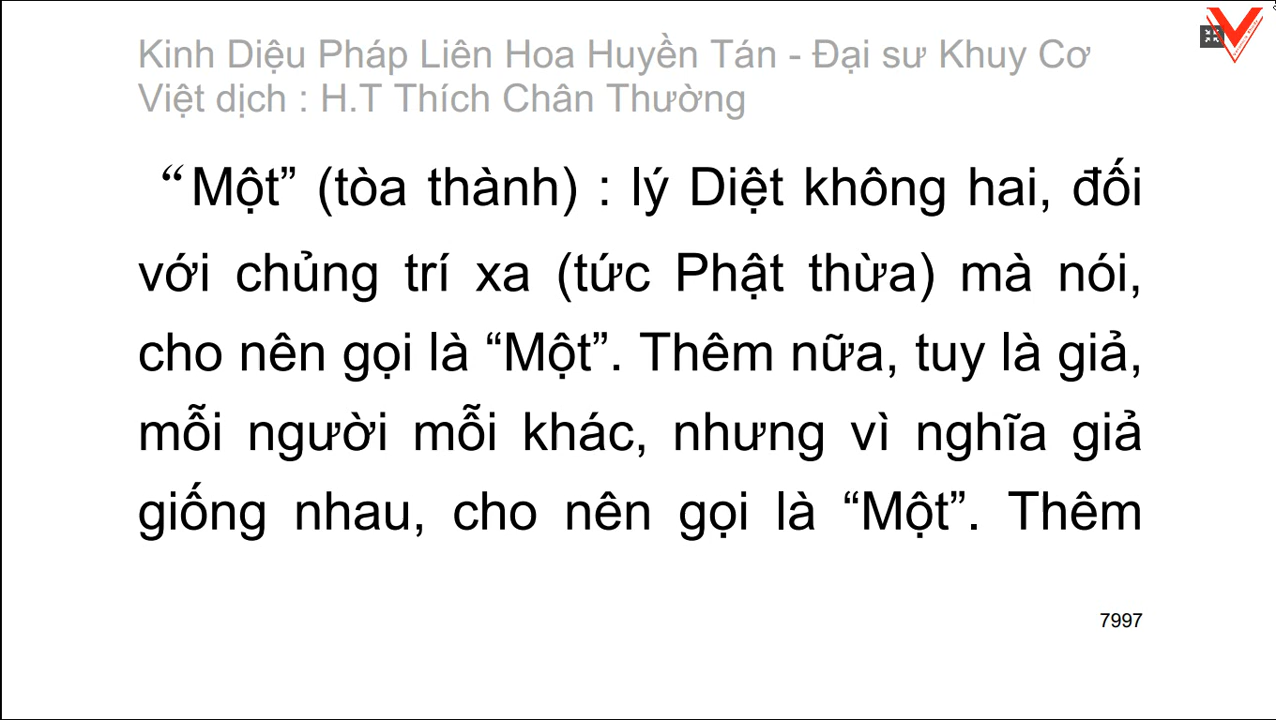 Kinh Diệu Pháp Liên Hoa Huyền Tán - Đại sư Khuy Cơ
Việt dịch : H.T Thích Chân Thường
“Một” (tòa thành) : lý Diệt không hai, đối
với chủng trí xa (tức Phật thừa) mà nói,
cho nên gọi là “Một”. Thêm nữa, tuy là giả,
mỗi người mỗi khác, nhưng vì nghĩa giả
giống nhau, cho nên gọi là “Một”. Thêm
7997